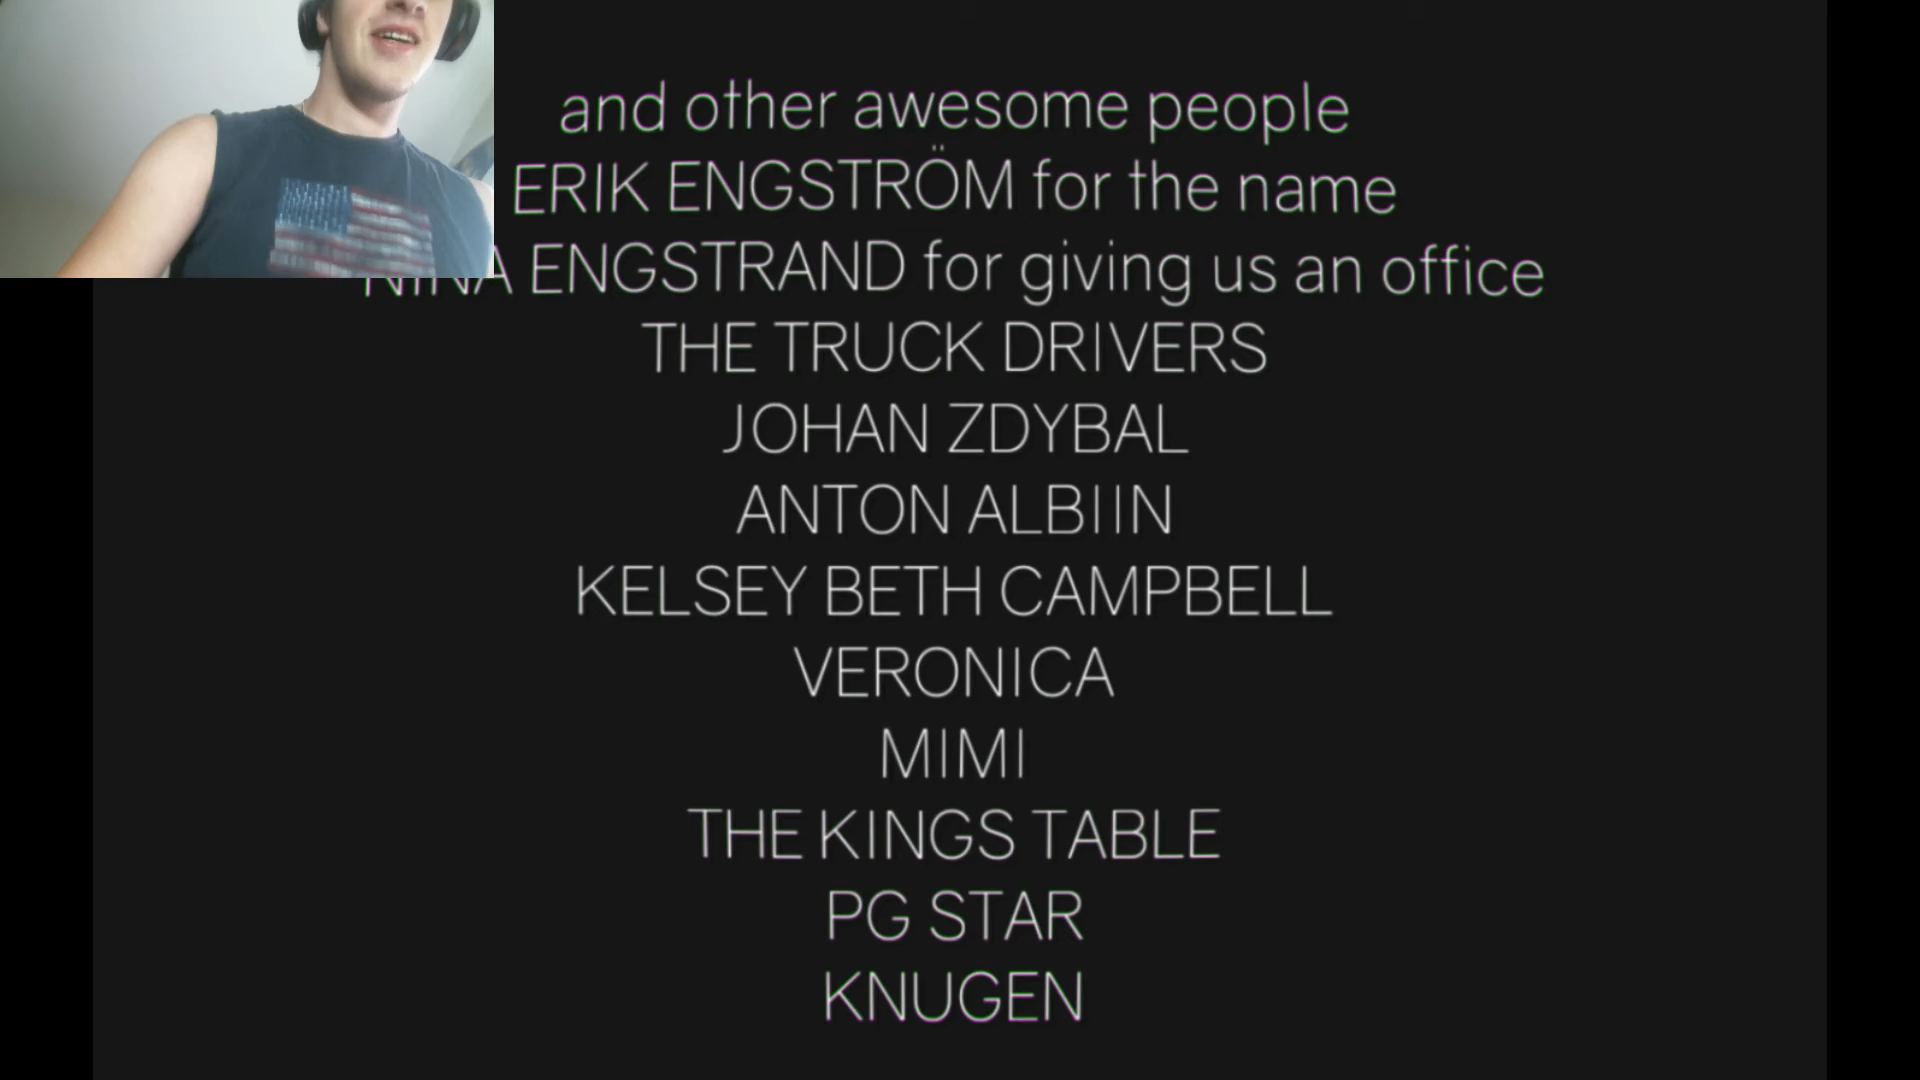 and other awesome people
ERIK ENGSTRÖM for the name
NINA ENGSTRAND for giving us an office
THE TRUCK DRIVERS
JOHAN ZDYBAL
ANTON ALBIIN
KELSEY BETH CAMPBELL
VERONICA
MIMI
THE KINGS TABLE
PG STAR
KNUGEN